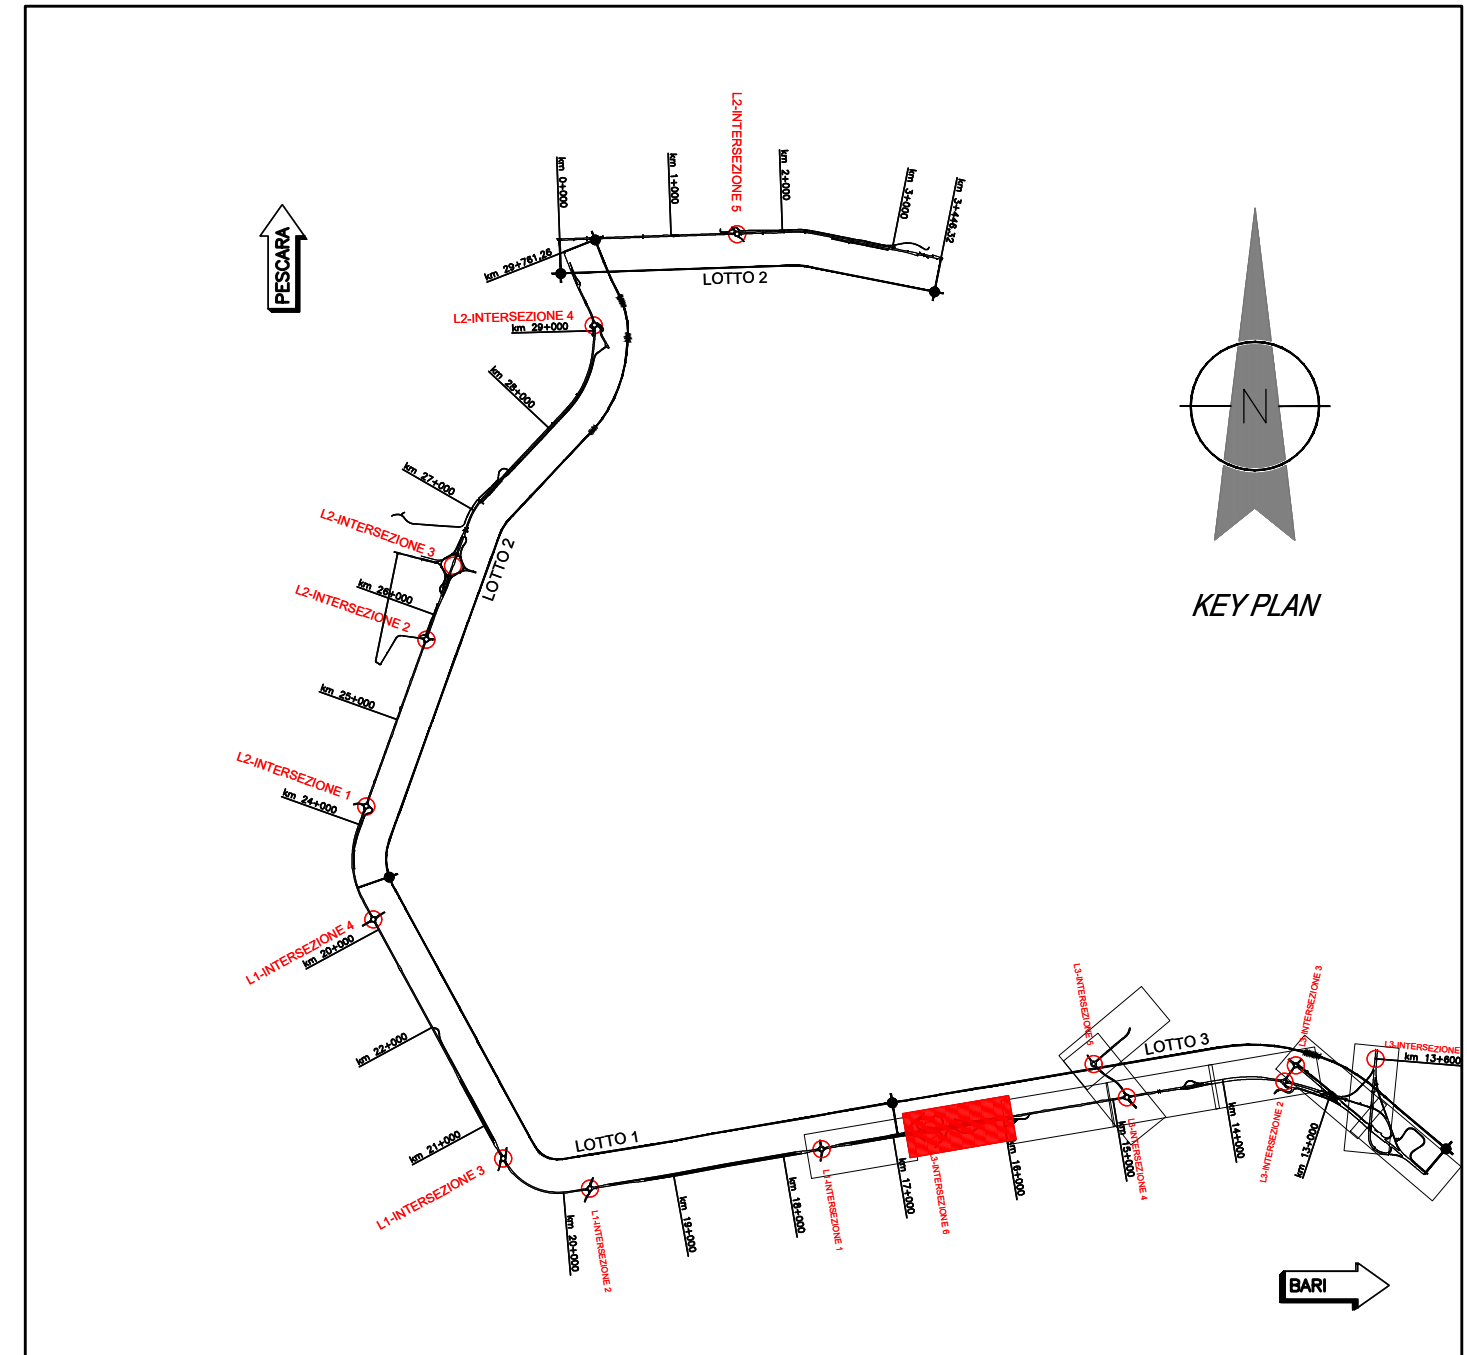 L2-INTERSEZIONE 5
km 0+000
km 1+000
km 2+000
km 3+000
km 3+446.32
PESCARA
km 29+761.26
LOTTO 2
L2-INTERSEZIONE 4
km 29+000
km 28+000
N
km 27+000
L2-INTERSEZIONE 3
LOTTO 2
km 26+000
L2-INTERSEZIONE 2
KEY PLAN
km 25+000
L2-INTERSEZIONE 1
km 24+000
L1-INTERSEZIONE 4
km 20+000
L3-INTERSEZIONE 5
L3-INTERSEZIONE 3
km 22+000
LOTTO 3
L3-INTERSEZIONE
km 13+600
LOTTO 1
km 21+000
L1-INTERSEZIONE 3
km 20+000
L1-INTERSEZIONE 2
km 19+000
km 18+000
L1-INTERSEZIONE 1
km 17+000
L3-INTERSEZIONE 6
km 16+000
km 15+000
L3-INTERSEZIONE 4
km 14+000
L3-INTERSEZIONE 2
km 13+000
BARI